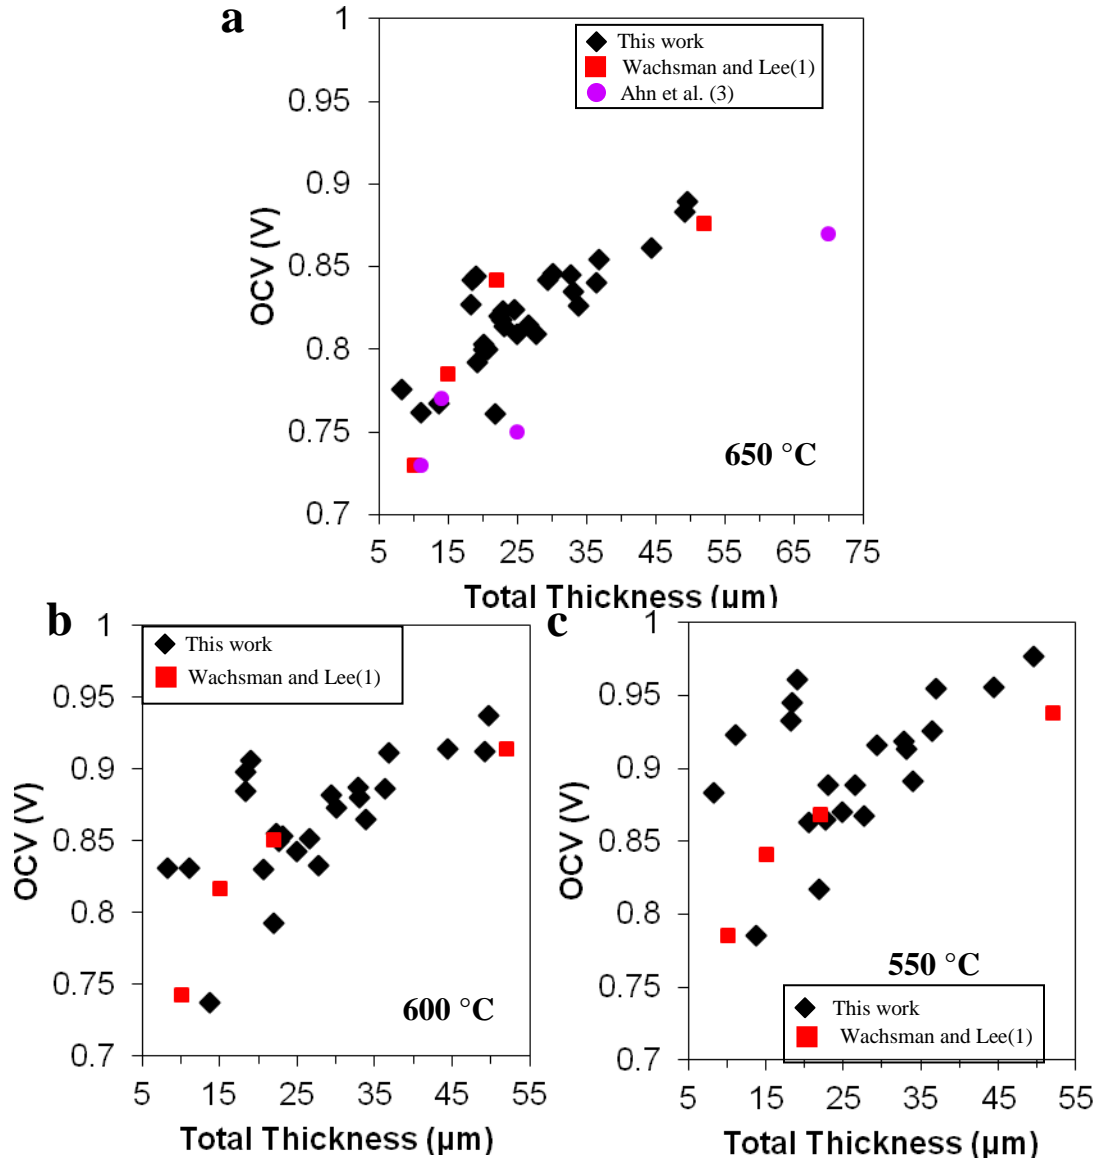 a
1
0.95
0.9
0.85
0.8
0.75
0.7
OCV (V)
This work
Wachsman and Lee(1)
Ahn et al. (3)
650 °C
5 15 25 35 45 55 65 75
Total Thickness (µm)
b
1
0.95
0.9
0.85
0.8
0.75
0.7
OCV (V)
This work
Wachsman and Lee(1)
600 °C
5 15 25 35 45 55
Total Thickness (µm)
c
1
0.95
0.9
0.85
0.8
0.75
0.7
OCV (V)
550 °C
This work
Wachsman and Lee(1)
5 15 25 35 45 55
Total Thickness (µm)